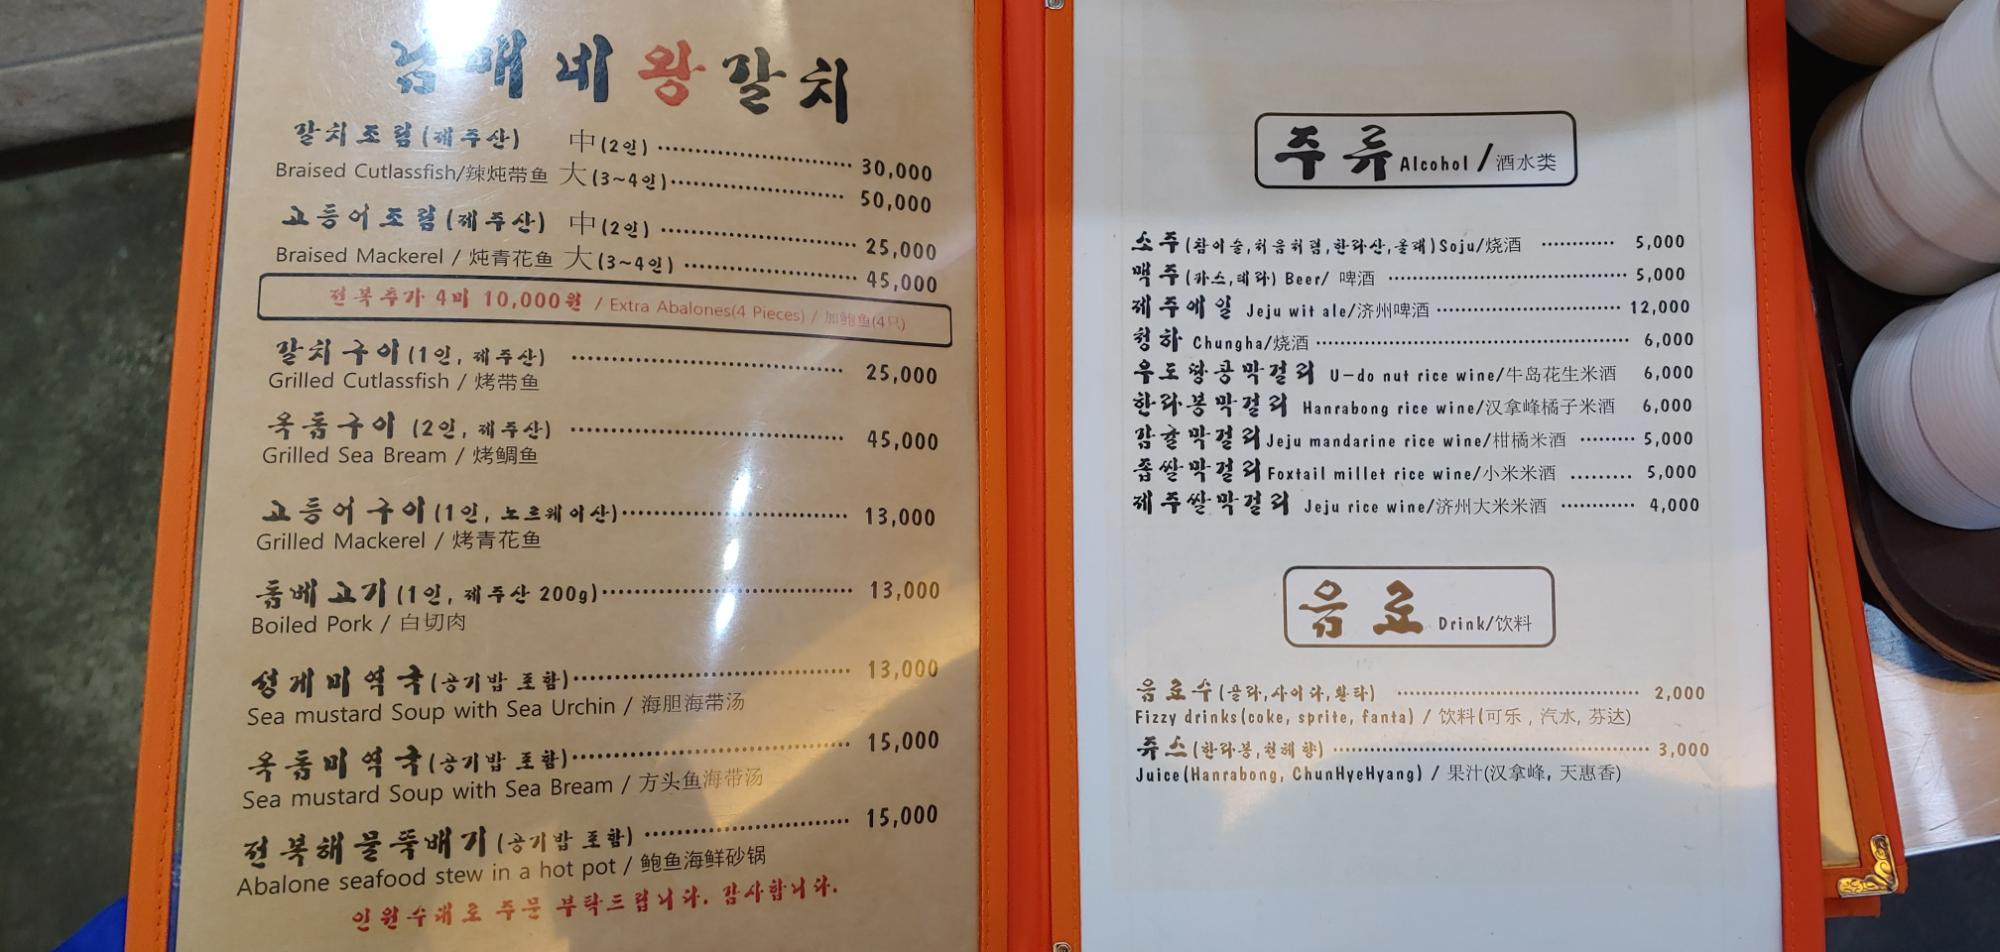 남매네왕갈치
갈치조림(제주산) 中(2인) 30,000
Braised Cutlassfish/辣炖带鱼 大(3~4인) 50,000
고등어조림(제주산) 中(2인) 25,000
Braised Mackerel / 炖青花鱼 大(3~4인) 45,000
전복추가 4미 10,000원 / Extra Abalones(4 Pieces) / 加鲍鱼(4只)
갈치구이(1인, 제주산) 25,000
Grilled Cutlassfish / 烤带鱼
옥돔구이 (2인, 제주산) 45,000
Grilled Sea Bream / 烤鲷鱼
고등어구이(1인, 노르웨이산) 13,000
Grilled Mackerel / 烤青花鱼
돔베고기(1인, 제주산 200g) 13,000
Boiled Pork / 白切肉
성게미역국(공기밥 포함) 13,000
Sea mustard Soup with Sea Urchin / 海胆海带汤
옥돔미역국(공기밥 포함) 15,000
Sea mustard Soup with Sea Bream / 方头鱼海带汤
전복해물뚝배기(공기밥 포함) 15,000
Abalone seafood stew in a hot pot / 鲍鱼海鲜砂锅
인원수대로 주문 부탁드립니다. 감사합니다.
주류 Alcohol / 酒水类
소주(참이슬,처음처럼,한라산,올래)Soju/烧酒 5,000
맥주(카스,테라) Beer/ 啤酒 5,000
제주에일 Jeju wit ale/济州啤酒 12,000
청하 Chungha/烧酒 6,000
우도땅콩막걸리 U-do nut rice wine/牛岛花生米酒 6,000
한라봉막걸리 Hanrabong rice wine/汉拿峰橘子米酒 6,000
감귤막걸리 Jeju mandarine rice wine/柑橘米酒 5,000
좁쌀막걸리 Foxtail millet rice wine/小米米酒 5,000
제주쌀막걸리 Jeju rice wine/济州大米米酒 4,000
음료 Drink/饮料
음료수(콜라,사이다,환타) 2,000
Fizzy drinks(coke, sprite, fanta) / 饮料(可乐 , 汽水, 芬达)
쥬스(한라봉,천혜향) 3,000
Juice(Hanrabong, ChunHyeHyang) / 果汁(汉拿峰, 天惠香)